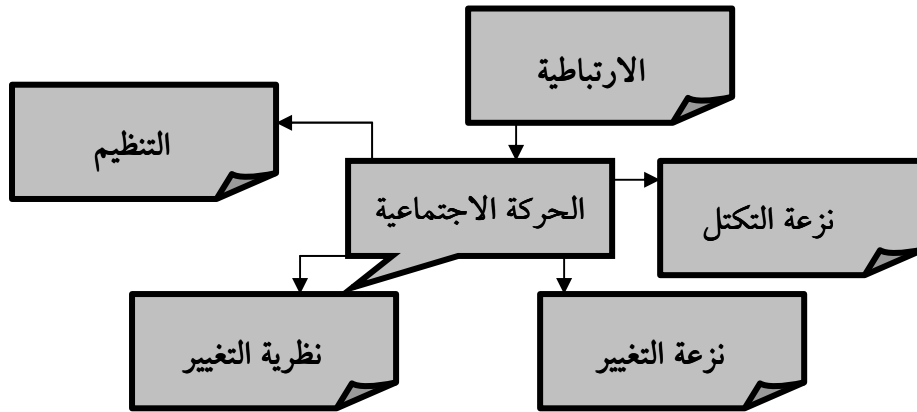 الارتباطية
التنظيم
الحركة الاجتماعية
نزعة التكتل
نظرية التغيير
نزعة التغيير